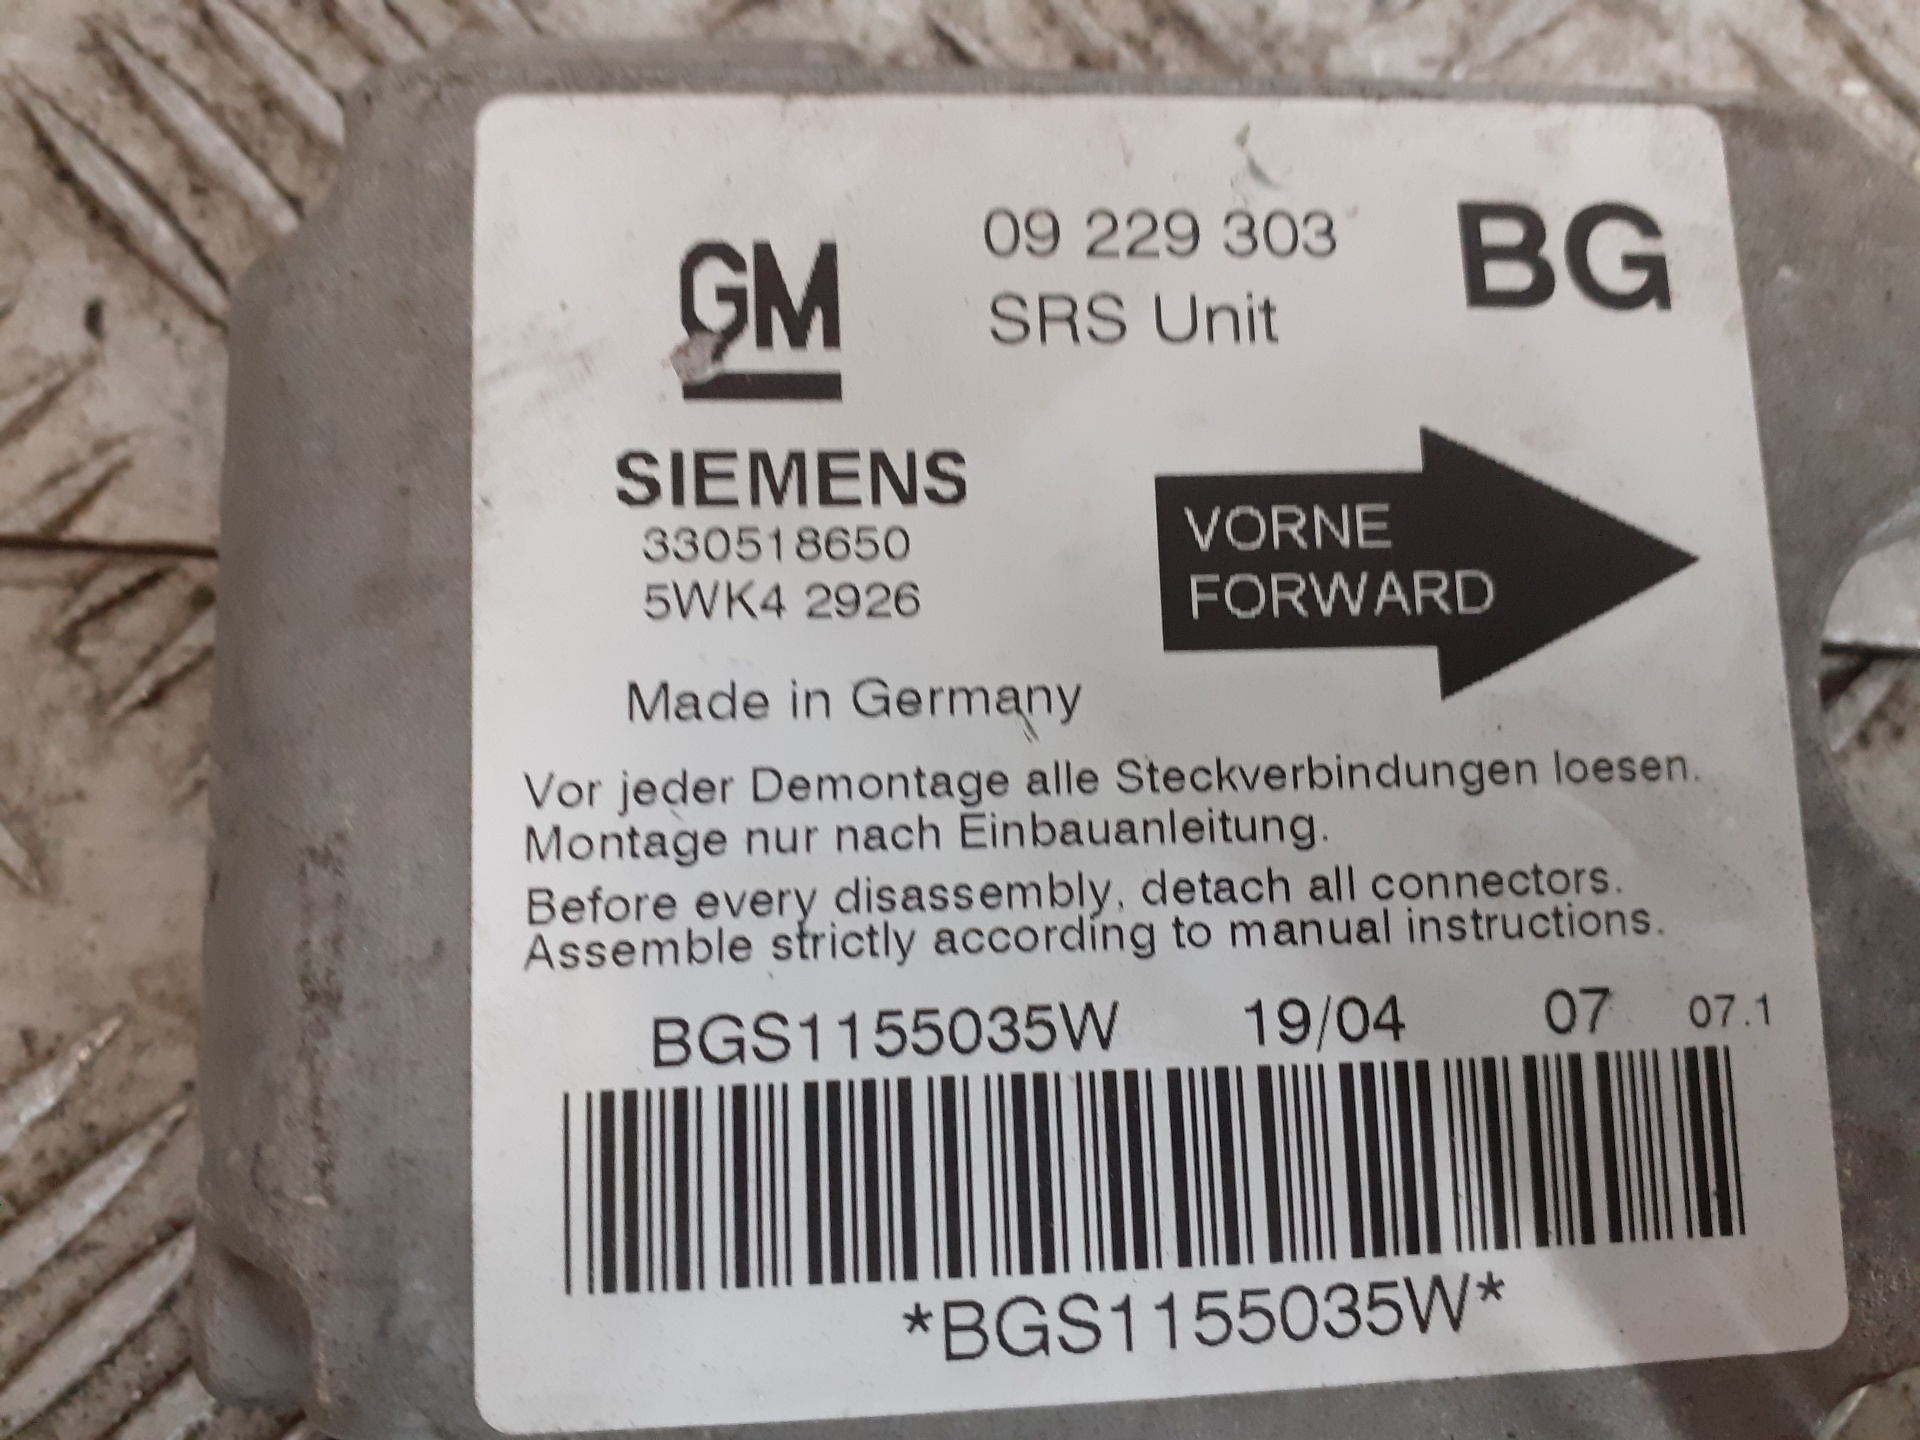 GM
09 229 303
SRS Unit
BG
SIEMENS
330518650
5WK4 2926
VORNE
FORWARD
Made in Germany
Vor jeder Demontage alle Steckverbindungen loesen.
Montage nur nach Einbauanleitung.
Before every disassembly, detach all connectors.
Assemble strictly according to manual instructions.
BGS1155035W 19/04 07 07.1
*BGS1155035W*